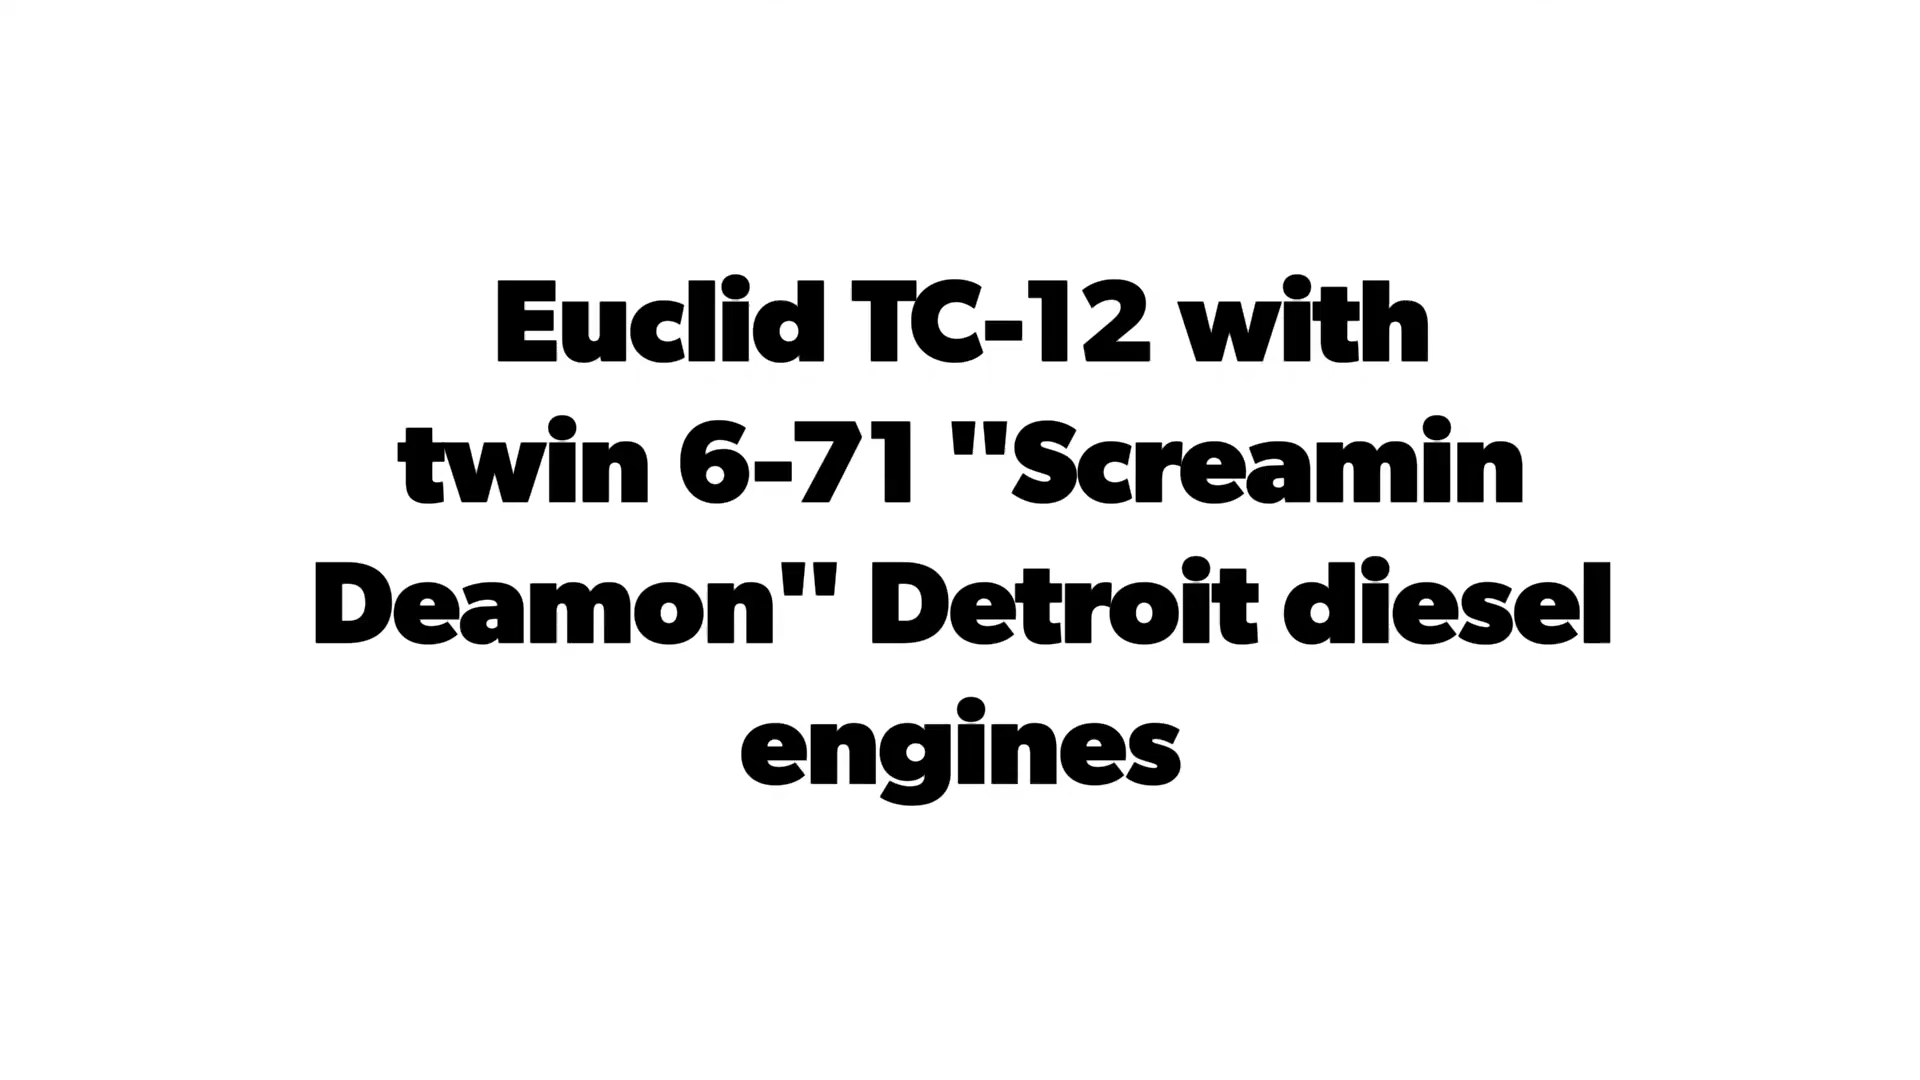 Euclid TC-12 with
twin 6-71 "Screamin
Deamon" Detroit diesel
engines